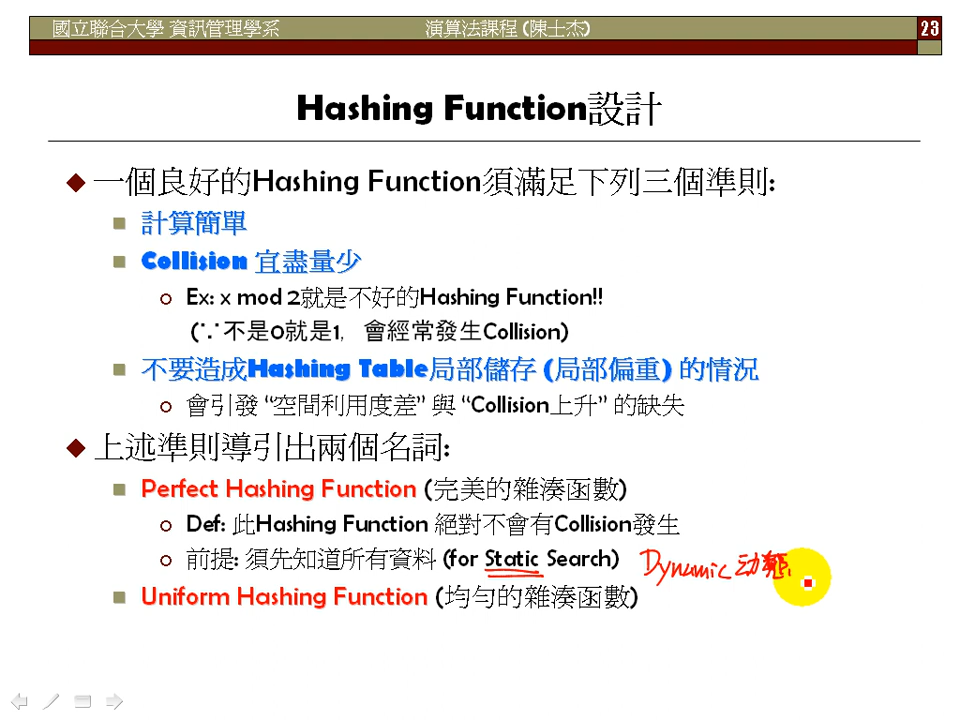 國立聯合大學 資訊管理學系 演算法課程 (陳士杰) 23
Hashing Function設計
一個良好的Hashing Function須滿足下列三個準則:
計算簡單
Collision 宜盡量少
Ex: x mod 2就是不好的Hashing Function!!
(∵不是0就是1, 會經常發生Collision)
不要造成Hashing Table局部儲存 (局部偏重) 的情況
會引發 “空間利用度差” 與 “Collision上升” 的缺失
上述準則導引出兩個名詞:
Perfect Hashing Function (完美的雜湊函數)
Def: 此Hashing Function 絕對不會有Collision發生
前提: 須先知道所有資料 (for Static Search) Dynamic 动態
Uniform Hashing Function (均勻的雜湊函數)